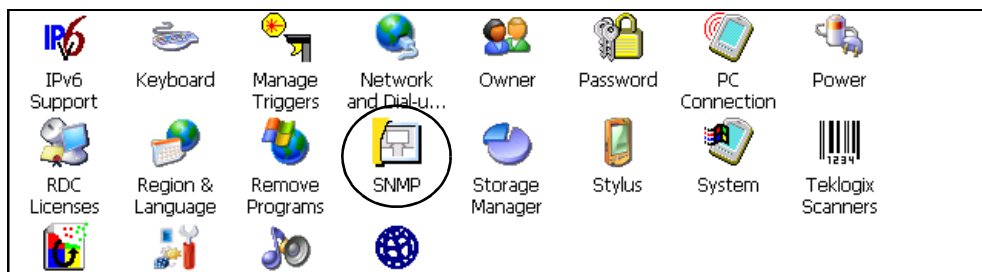 IPv6
IPv6 Support
Keyboard
Manage Triggers
Network and Dial-u...
Owner
Password
PC Connection
Power
RDC Licenses
Region & Language
Remove Programs
SNMP
Storage Manager
Stylus
System
1234
Teklogix Scanners